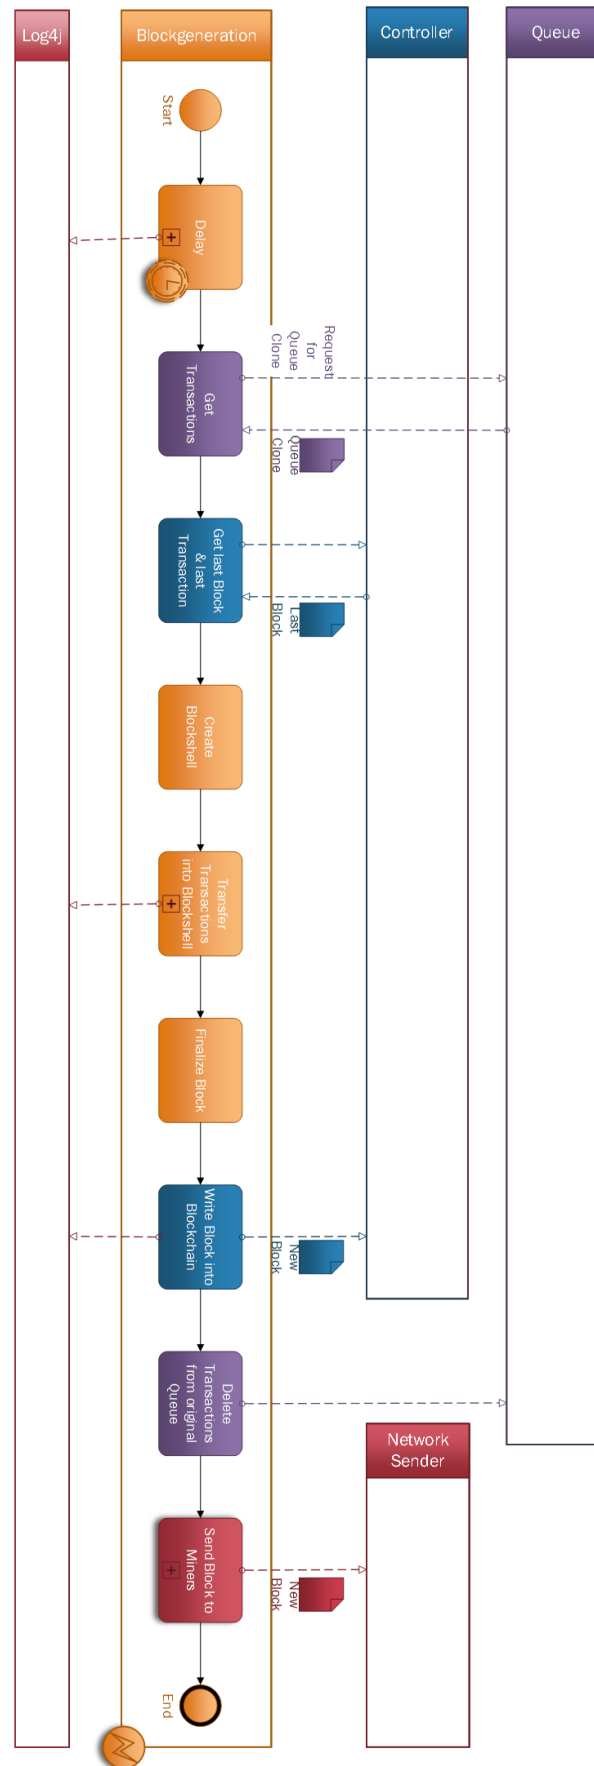 Log4j
Blockgeneration
Controller
Queue
Start
Delay
Request
for
Queue
Clone
Get
Transactions
Queue
Clone
Get last Block
& last
Transaction
Last
Block
Create
Blockshell
Transfer
Transactions
into Blockshell
Finalize Block
Write Block into
Blockchain
New
Block
Delete
Transactions
from original
Queue
Network
Sender
Send Block to
Miners
New
Block
End